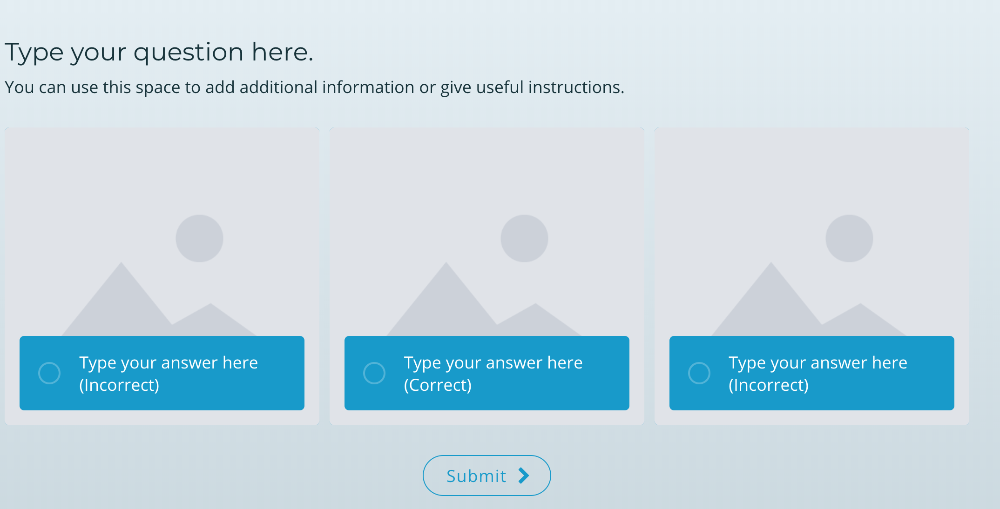 Type your question here.
You can use this space to add additional information or give useful instructions.
Type your answer here
(Incorrect)
Type your answer here
(Correct)
Type your answer here
(Incorrect)
Submit